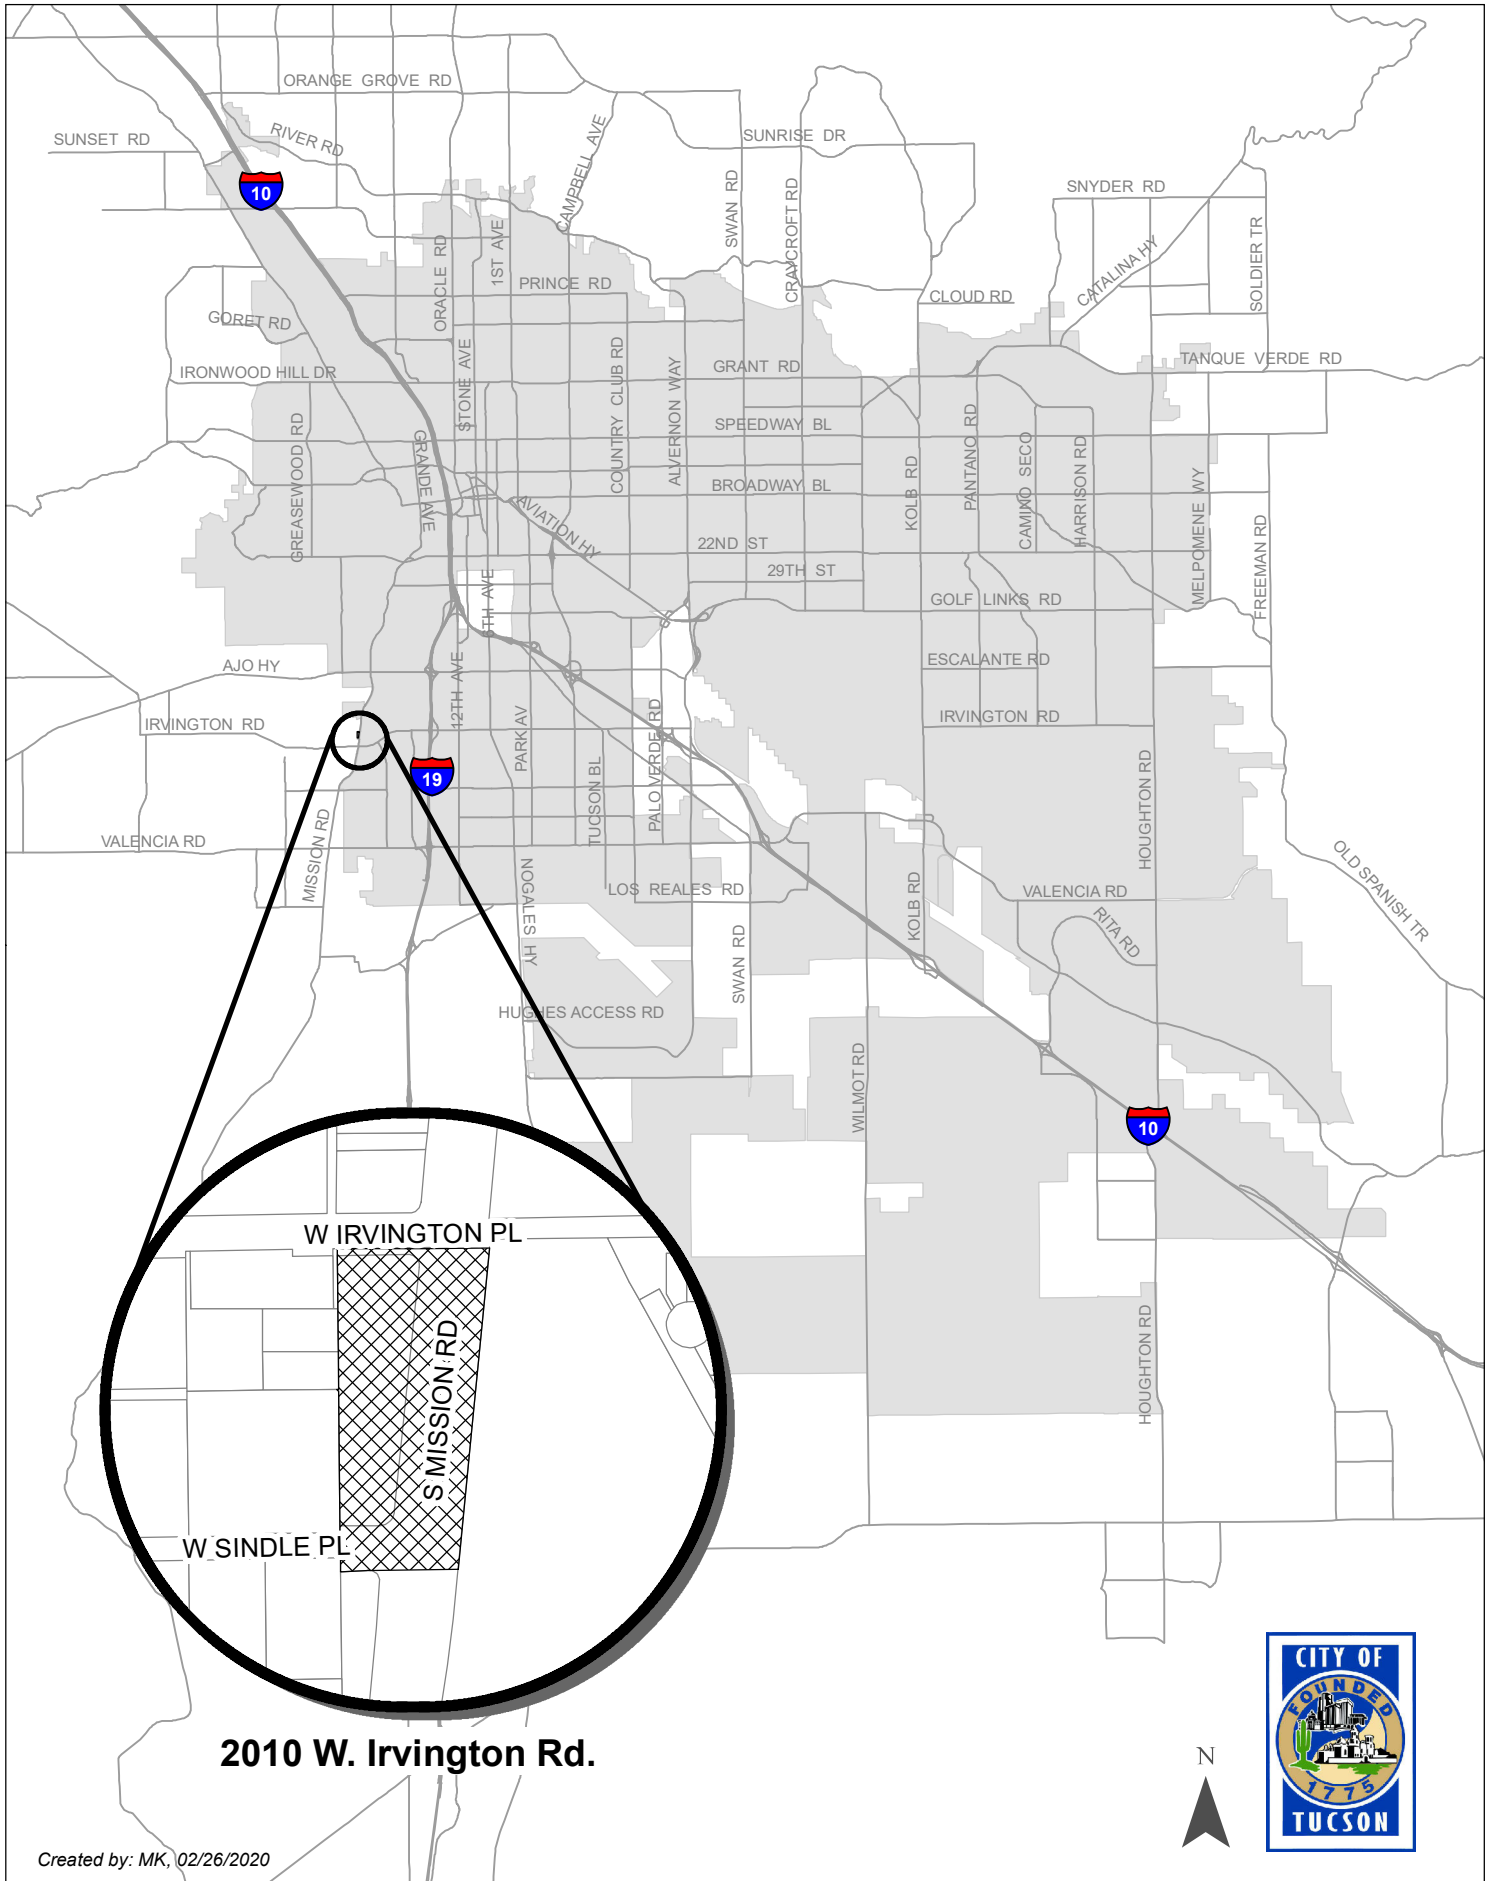 ORANGE GROVE RD
SUNSET RD
RIVER RD
CAMPBELL AVE
SUNRISE DR
10
SWAN RD
CRAYCROFT RD
SNYDER RD
SOLDIER TR
CATALINA HY
ORACLE RD
1ST AVE
PRINCE RD
CLOUD RD
GORET RD
IRONWOOD HILL DR
STONE AVE
COUNTRY CLUB RD
ALVERNON WAY
GRANT RD
TANQUE VERDE RD
GREASEWOOD RD
GRANDE AVE
SPEEDWAY BL
PANTANO RD
CAMINO SECO
HARRISON RD
KOLB RD
BROADWAY BL
MELPOMENE WY
AVIATION HY
22ND ST
29TH ST
FREEMAN RD
6TH AVE
GOLF LINKS RD
AJO HY
12TH AVE
ESCALANTE RD
IRVINGTON RD
PARK AV
PALO VERDE RD
IRVINGTON RD
19
TUCSON BL
HOUGHTON RD
VALENCIA RD
MISSION RD
NOGALES HY
LOS REALES RD
KOLB RD
VALENCIA RD
OLD SPANISH TR
RITA RD
SWAN RD
HUGHES ACCESS RD
WILMOT RD
10
W IRVINGTON PL
S MISSION RD
HOUGHTON RD
W SINDLE PL
2010 W. Irvington Rd.
CITY OF
FOUNDED
1775
TUCSON
N
Created by: MK, 02/26/2020